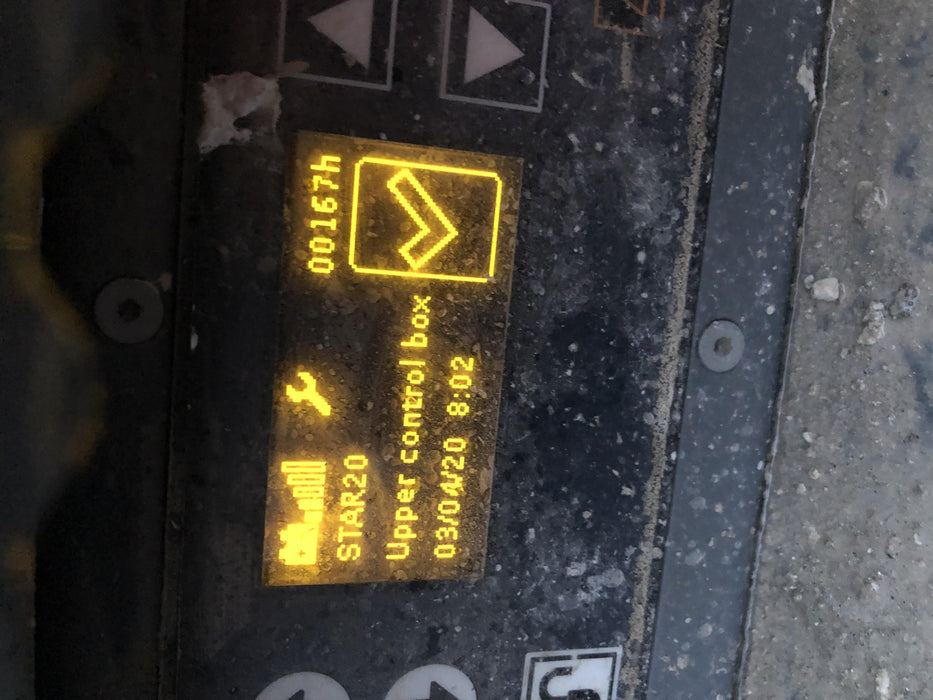 00167h
STAR20
Upper control box
03/04/20 8:02